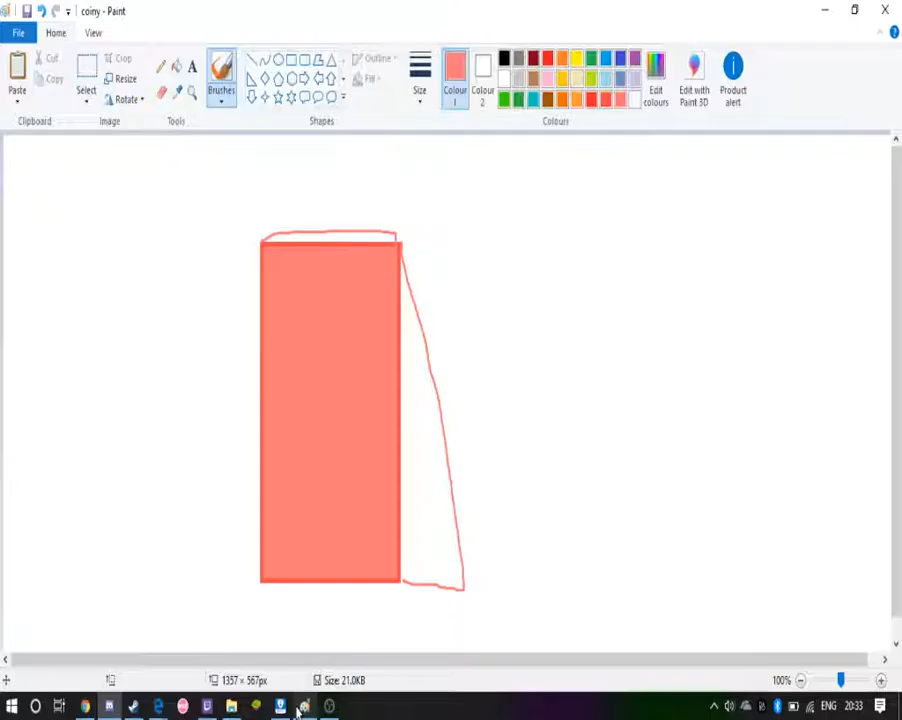 coiny - Paint
File Home View
Paste
Select
Crop
Resize
Rotate
Cut
Copy
A
Brushes
Outline
Fill
Size
Colour 1
Colour 2
Edit colours
Edit with Paint 3D
Product alert
Clipboard Image Tools Shapes Colours
1357 × 567px Size: 21.0KB 100%
ENG 20:33